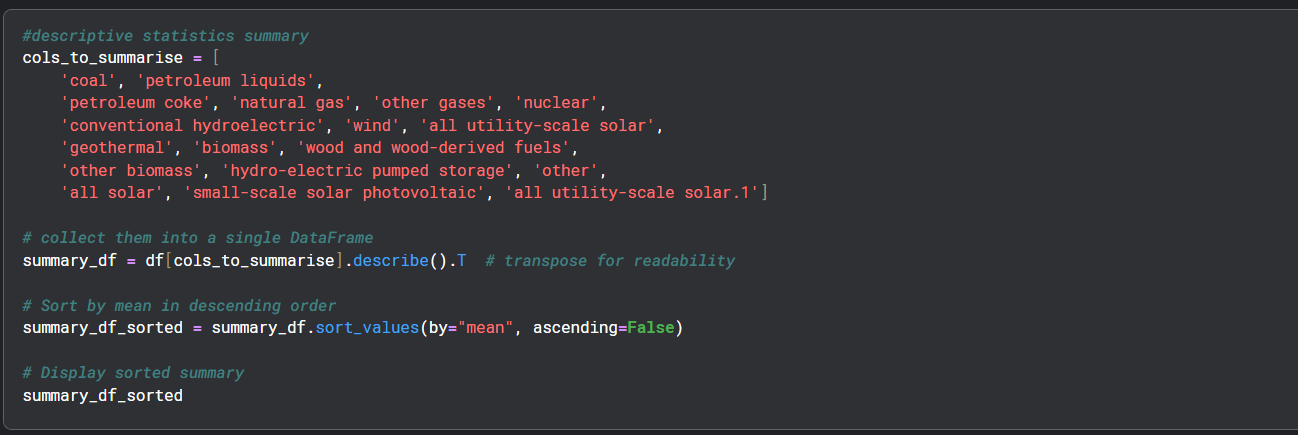 #descriptive statistics summary
cols_to_summarise = [
    'coal', 'petroleum liquids',
    'petroleum coke', 'natural gas', 'other gases', 'nuclear',
    'conventional hydroelectric', 'wind', 'all utility-scale solar',
    'geothermal', 'biomass', 'wood and wood-derived fuels',
    'other biomass', 'hydro-electric pumped storage', 'other',
    'all solar', 'small-scale solar photovoltaic', 'all utility-scale solar.1']
# collect them into a single DataFrame
summary_df = df[cols_to_summarise].describe().T  # transpose for readability
# Sort by mean in descending order
summary_df_sorted = summary_df.sort_values(by="mean", ascending=False)
# Display sorted summary
summary_df_sorted